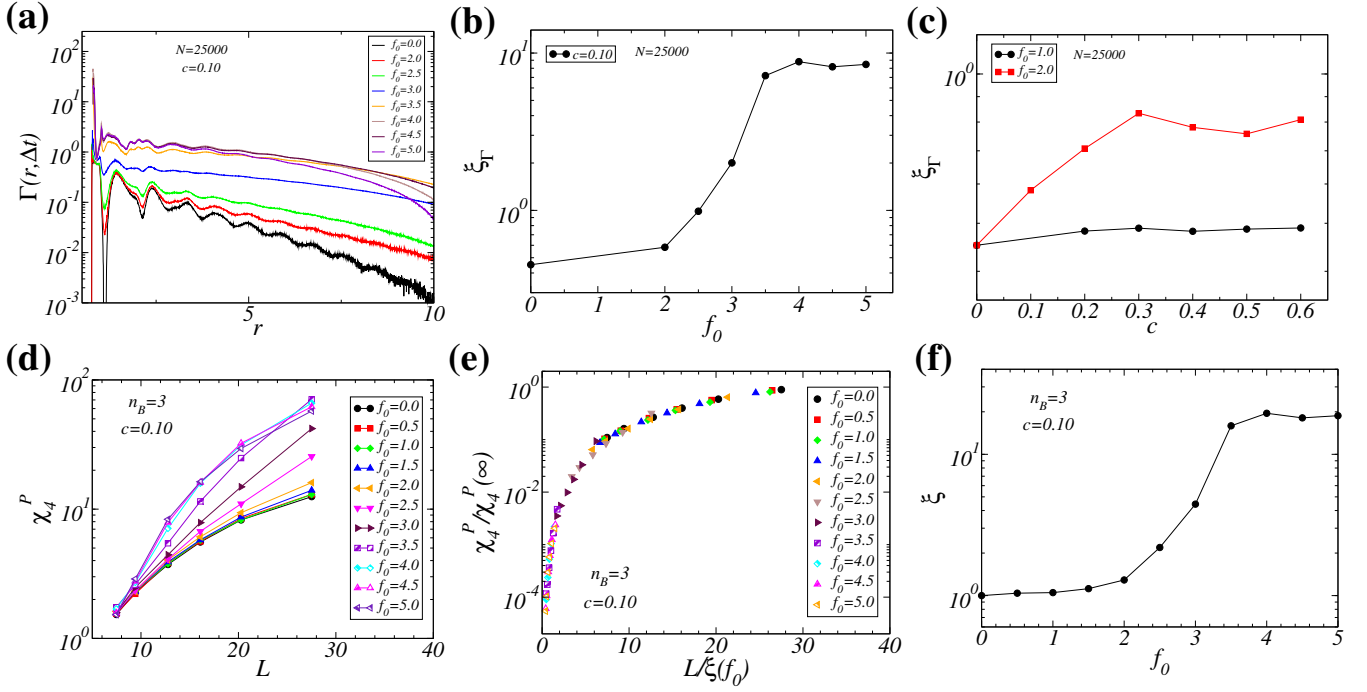 (a)
N=25000
c=0.10
f0=0.0
f0=2.0
f0=2.5
f0=3.0
f0=3.5
f0=4.0
f0=4.5
f0=5.0
10^3
10^2
10^1
10^0
10^-1
10^-2
10^-3
Γ(r,Δt)
5
10
r
(b)
c=0.10
N=25000
10^1
10^0
ξΓ
0
1
2
3
4
5
f0
(c)
f0=1.0
f0=2.0
N=25000
10^0
ξΓ
0
0.1
0.2
0.3
0.4
0.5
0.6
c
(d)
nB=3
c=0.10
10^2
10^1
10^0
χ4^P
0
10
20
30
40
L
f0=0.0
f0=0.5
f0=1.0
f0=1.5
f0=2.0
f0=2.5
f0=3.0
f0=3.5
f0=4.0
f0=4.5
f0=5.0
(e)
10^0
10^-2
10^-4
χ4^P/χ4^P(∞)
nB=3
c=0.10
0
10
20
30
40
L/ξ(f0)
f0=0.0
f0=0.5
f0=1.0
f0=1.5
f0=2.0
f0=2.5
f0=3.0
f0=3.5
f0=4.0
f0=4.5
f0=5.0
(f)
nB=3
c=0.10
10^1
10^0
ξ
0
1
2
3
4
5
f0